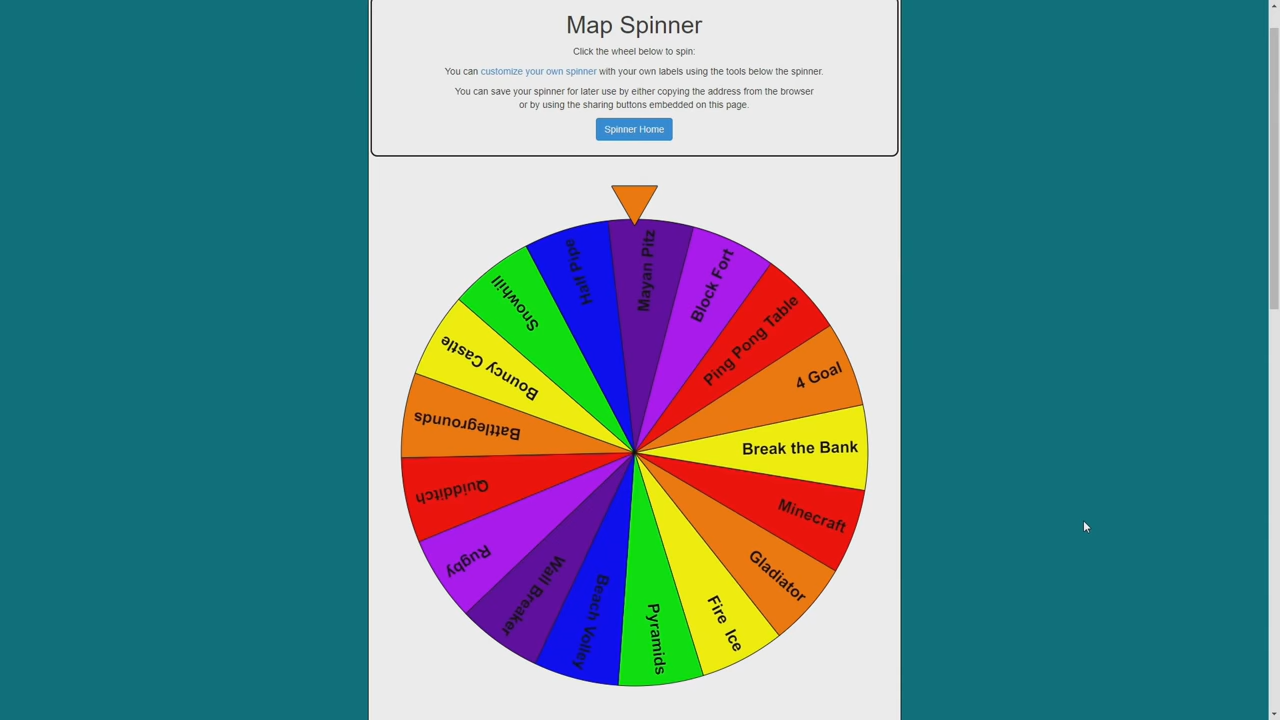 Map Spinner
Click the wheel below to spin:
You can customize your own spinner with your own labels using the tools below the spinner.
You can save your spinner for later use by either copying the address from the browser
or by using the sharing buttons embedded on this page.
Spinner Home
Mayan Pitz
Block Fort
Ping Pong Table
4 Goal
Break the Bank
Minecraft
Gladiator
Fire Ice
Pyramids
Beach Volley
Wall Breaker
Rugby
Quidditch
Battlegrounds
Bouncy Castle
Snowhill
Half Pipe